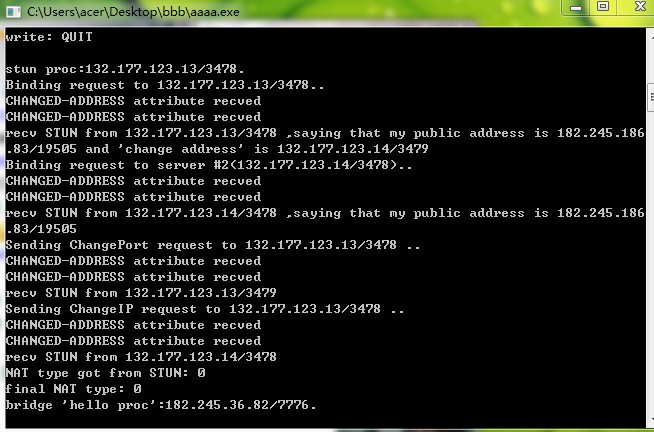 C:\Users\acer\Desktop\bbb\aaaa.exe
write: QUIT
stun proc:132.177.123.13/3478.
Binding request to 132.177.123.13/3478..
CHANGED-ADDRESS attribute recved
CHANGED-ADDRESS attribute recved
recv STUN from 132.177.123.13/3478 ,saying that my public address is 182.245.186
.83/19505 and 'change address' is 132.177.123.14/3479
Binding request to server #2(132.177.123.14/3478)..
CHANGED-ADDRESS attribute recved
CHANGED-ADDRESS attribute recved
recv STUN from 132.177.123.14/3478 ,saying that my public address is 182.245.186
.83/19505
Sending ChangePort request to 132.177.123.13/3478 ..
CHANGED-ADDRESS attribute recved
CHANGED-ADDRESS attribute recved
recv STUN from 132.177.123.13/3479
Sending ChangeIP request to 132.177.123.13/3478 ..
CHANGED-ADDRESS attribute recved
CHANGED-ADDRESS attribute recved
recv STUN from 132.177.123.14/3478
NAT type got from STUN: 0
final NAT type: 0
bridge 'hello proc':182.245.36.82/7776.